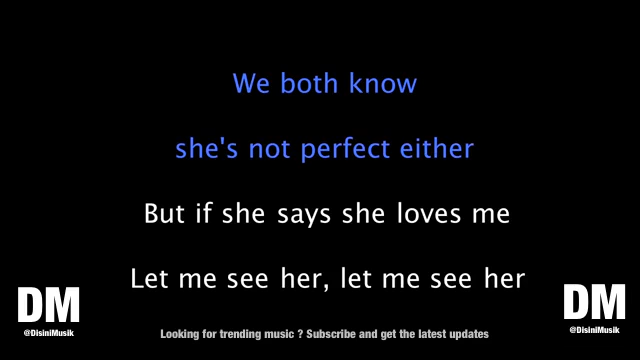 We both know
she's not perfect either
But if she says she loves me
Let me see her, let me see her
DM
@DisiniMusik
DM
@DisiniMusik
Looking for trending music ? Subscribe and get the latest updates